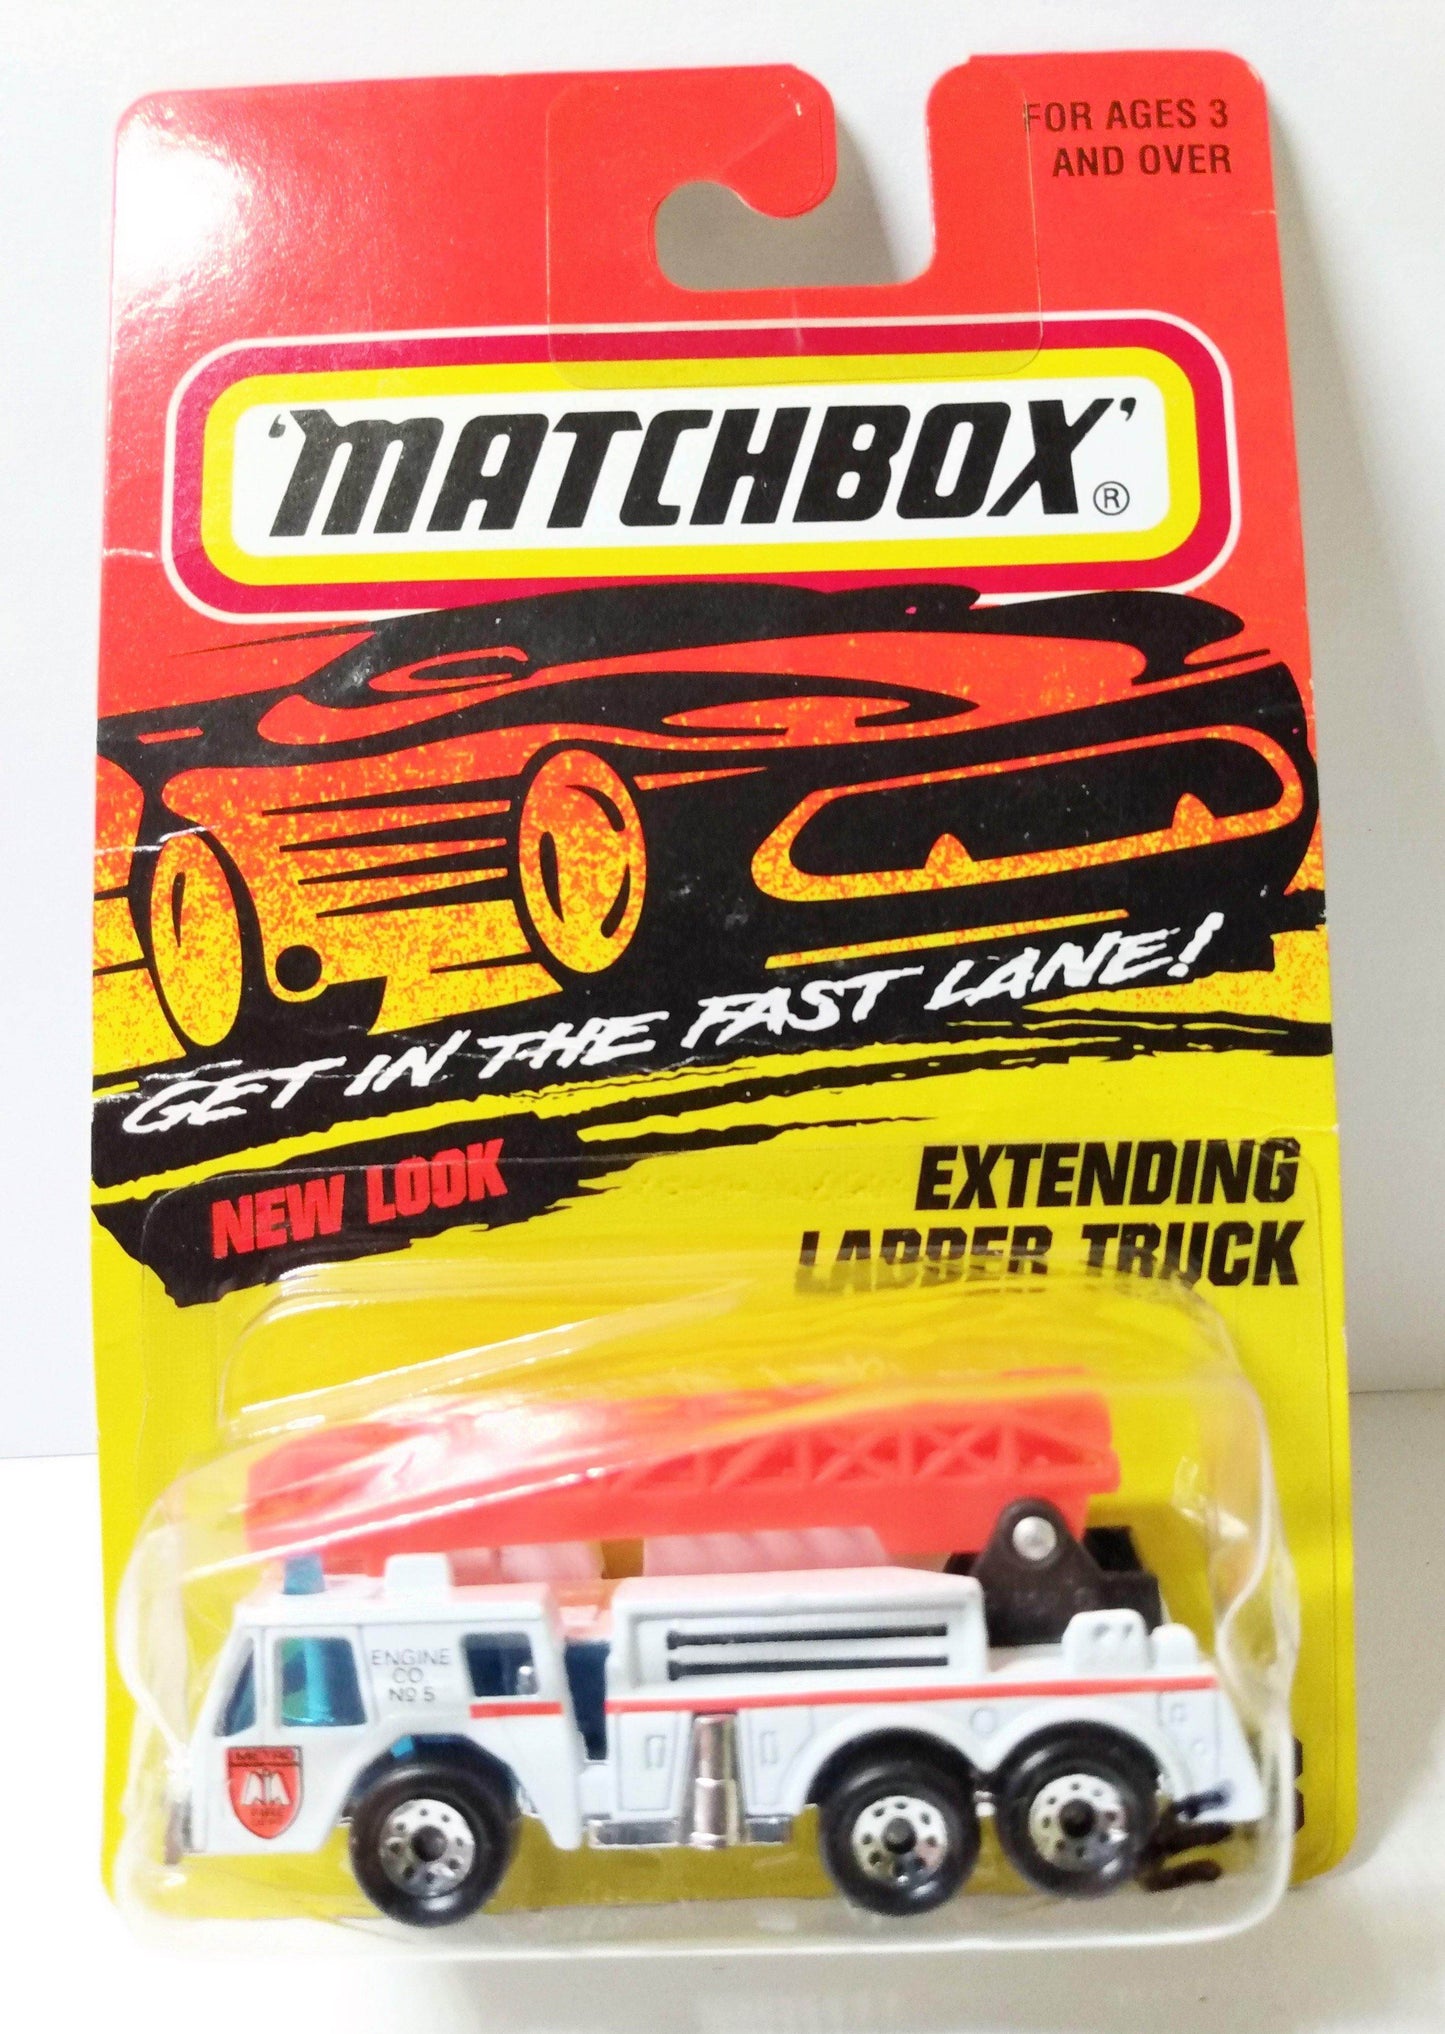 FOR AGES 3
AND OVER
'MATCHBOX'®
GET IN THE FAST LANE!
NEW LOOK
EXTENDING
LADDER TRUCK
ENGINE
CO
Nº 5
METRO